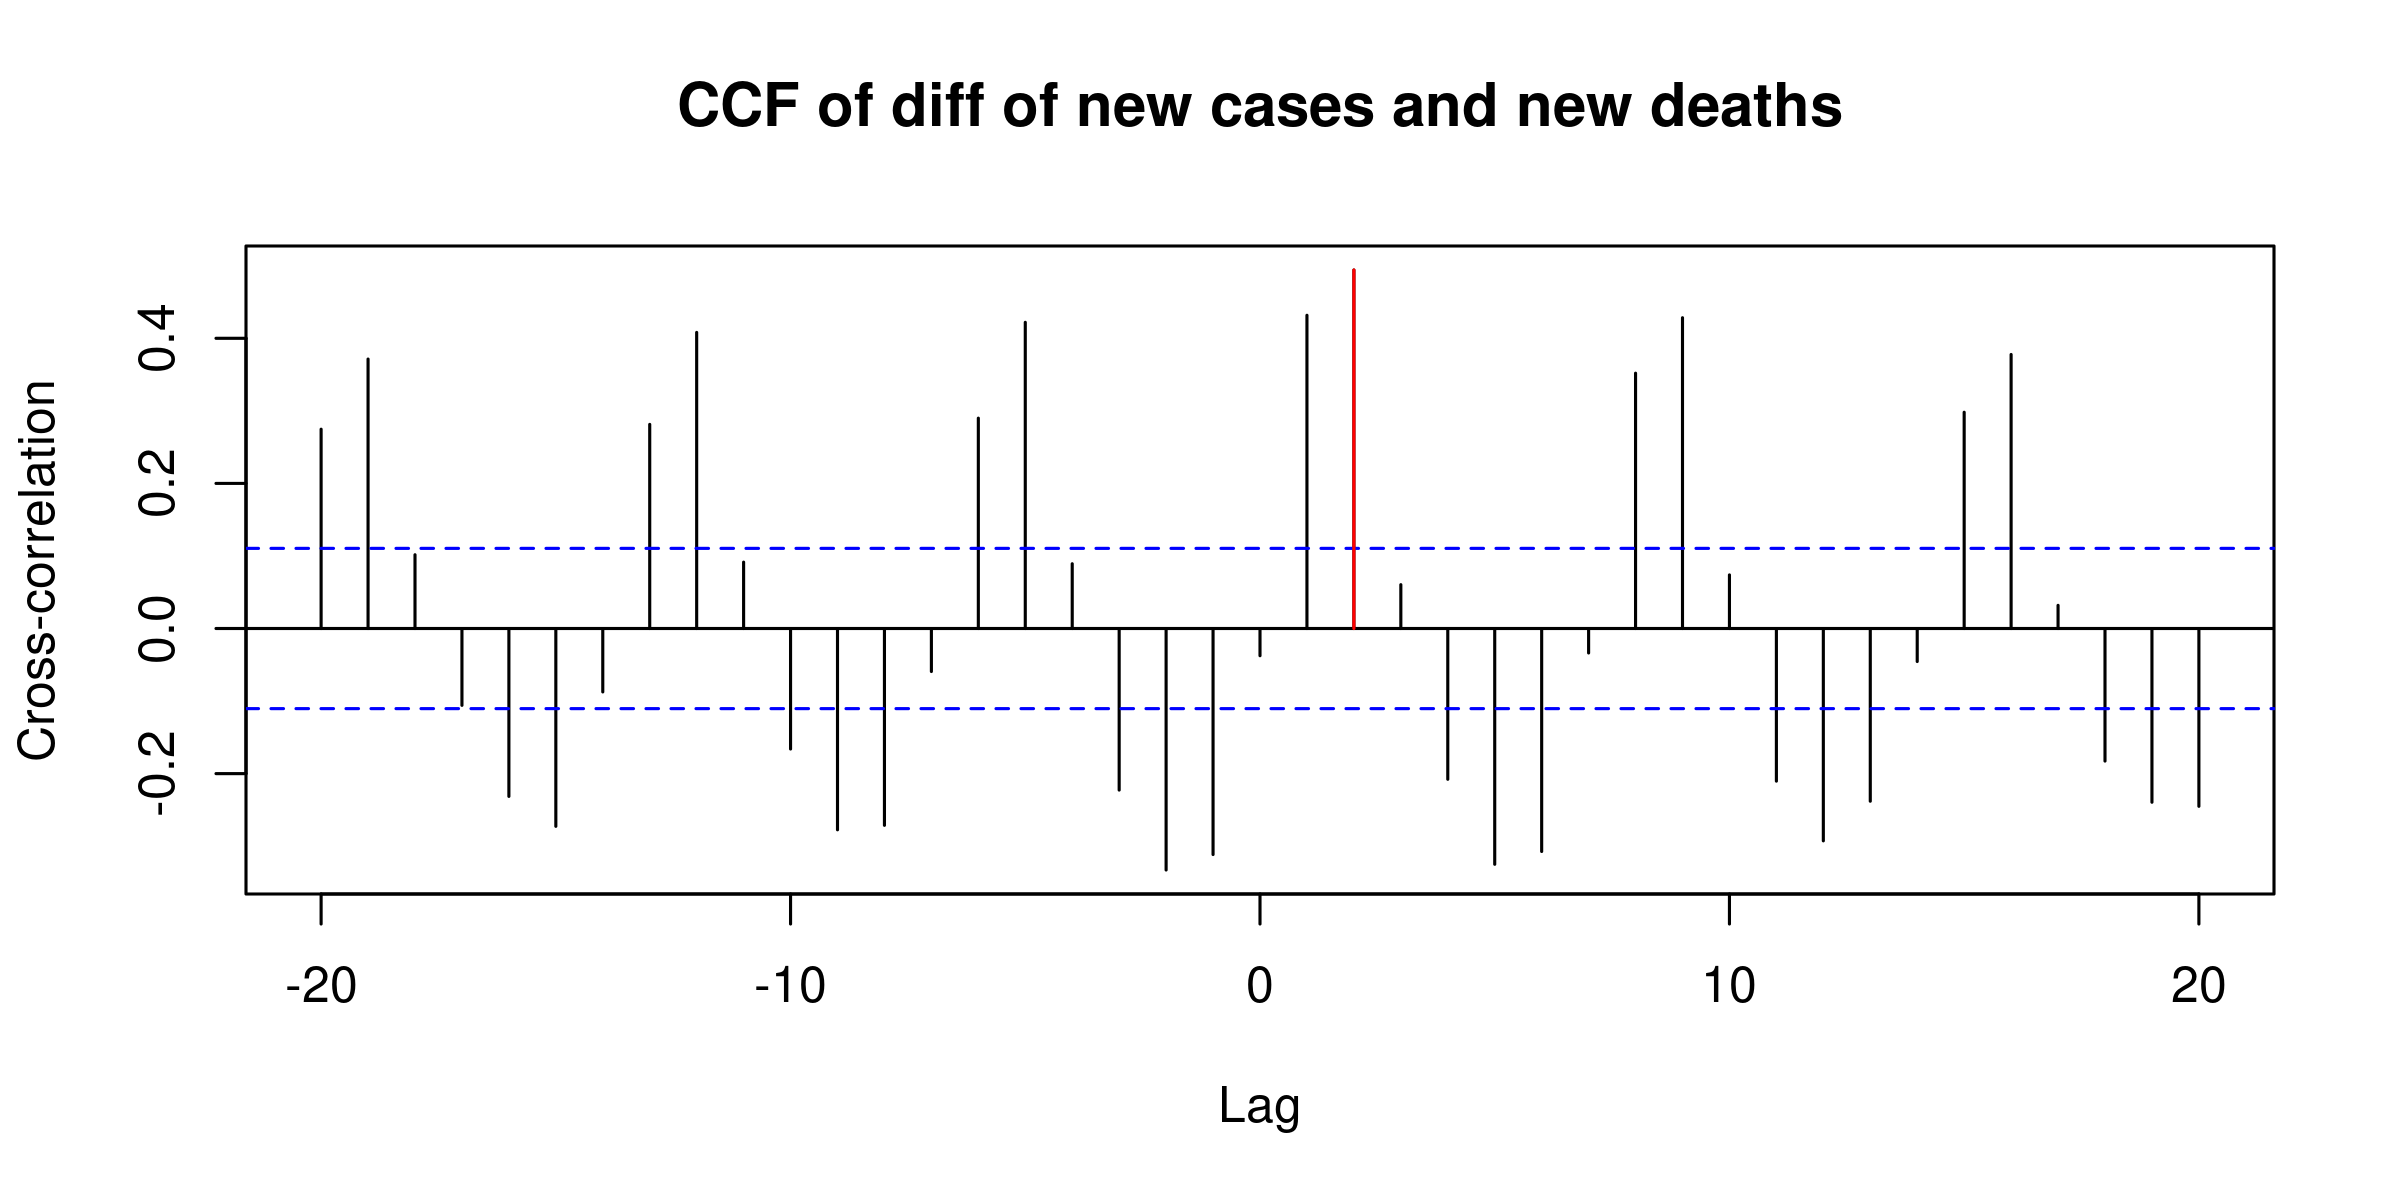 CCF of diff of new cases and new deaths
Cross-correlation
0.4
0.2
0.0
-0.2
-20 -10 0 10 20
Lag